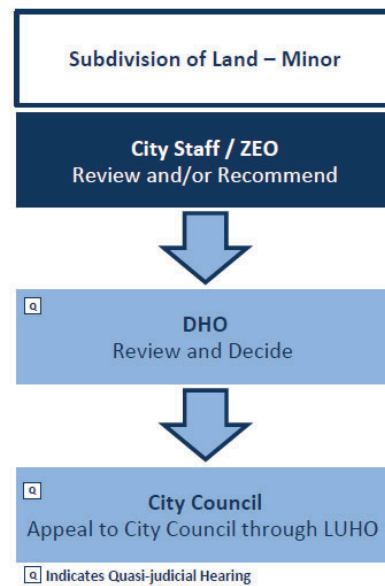 Subdivision of Land – Minor
City Staff / ZEO
Review and/or Recommend
Q
DHO
Review and Decide
Q
City Council
Appeal to City Council through LUHO
Q Indicates Quasi-judicial Hearing